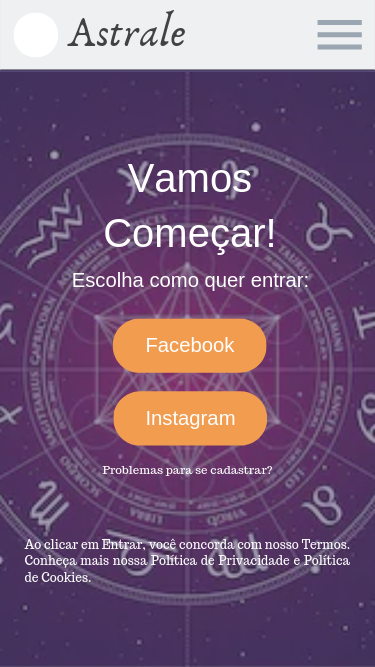 Astrale
Vamos
Começar!
Escolha como quer entrar:
Facebook
Instagram
Problemas para se cadastrar?
Ao clicar em Entrar, você concorda com nosso Termos.
Conheça mais nossa Política de Privacidade e Política
de Cookies.